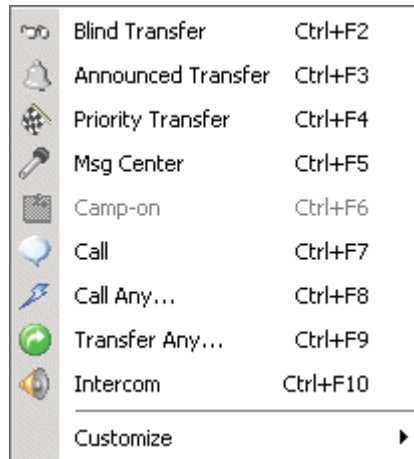 Blind Transfer Ctrl+F2
Announced Transfer Ctrl+F3
Priority Transfer Ctrl+F4
Msg Center Ctrl+F5
Camp-on Ctrl+F6
Call Ctrl+F7
Call Any... Ctrl+F8
Transfer Any... Ctrl+F9
Intercom Ctrl+F10
Customize